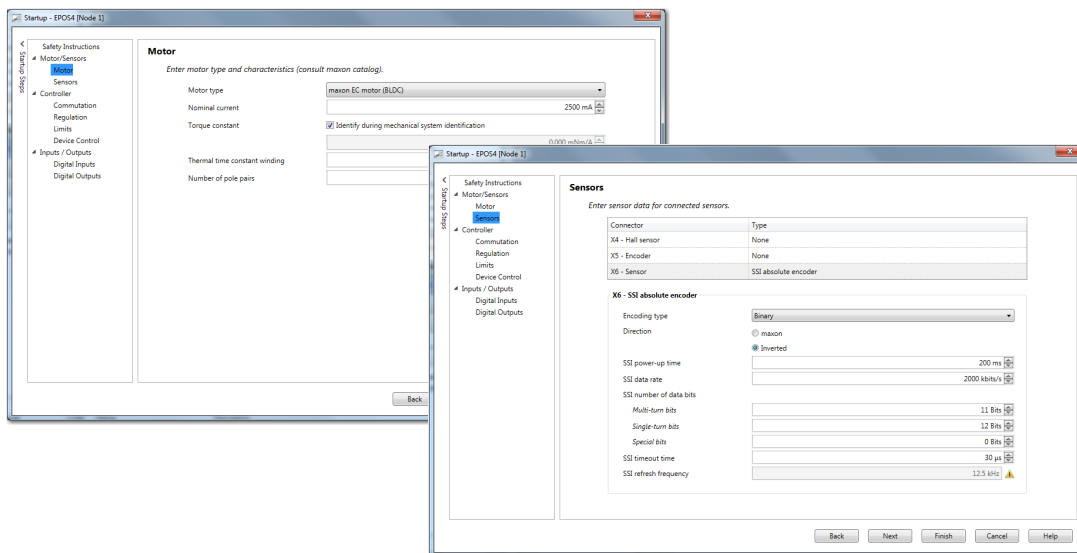 Startup - EPOS4 [Node 1]
Startup Steps
Safety Instructions
Motor/Sensors
Motor
Sensors
Controller
Commutation
Regulation
Limits
Device Control
Inputs / Outputs
Digital Inputs
Digital Outputs
Motor
Enter motor type and characteristics (consult maxon catalog).
Motor type maxon EC motor (BLDC)
Nominal current 2500 mA
Torque constant Identify during mechanical system identification
0.000 mNm/A
Thermal time constant winding
Number of pole pairs
Back
Startup - EPOS4 [Node 1]
Startup Steps
Safety Instructions
Motor/Sensors
Motor
Sensors
Controller
Commutation
Regulation
Limits
Device Control
Inputs / Outputs
Digital Inputs
Digital Outputs
Sensors
Enter sensor data for connected sensors.
Connector Type
X4 - Hall sensor None
X5 - Encoder None
X6 - Sensor SSI absolute encoder
X6 - SSI absolute encoder
Encoding type Binary
Direction maxon
Inverted
SSI power-up time 200 ms
SSI data rate 2000 kbits/s
SSI number of data bits
Multi-turn bits 11 Bits
Single-turn bits 12 Bits
Special bits 0 Bits
SSI timeout time 30 µs
SSI refresh frequency 12.5 kHz
Back Next Finish Cancel Help